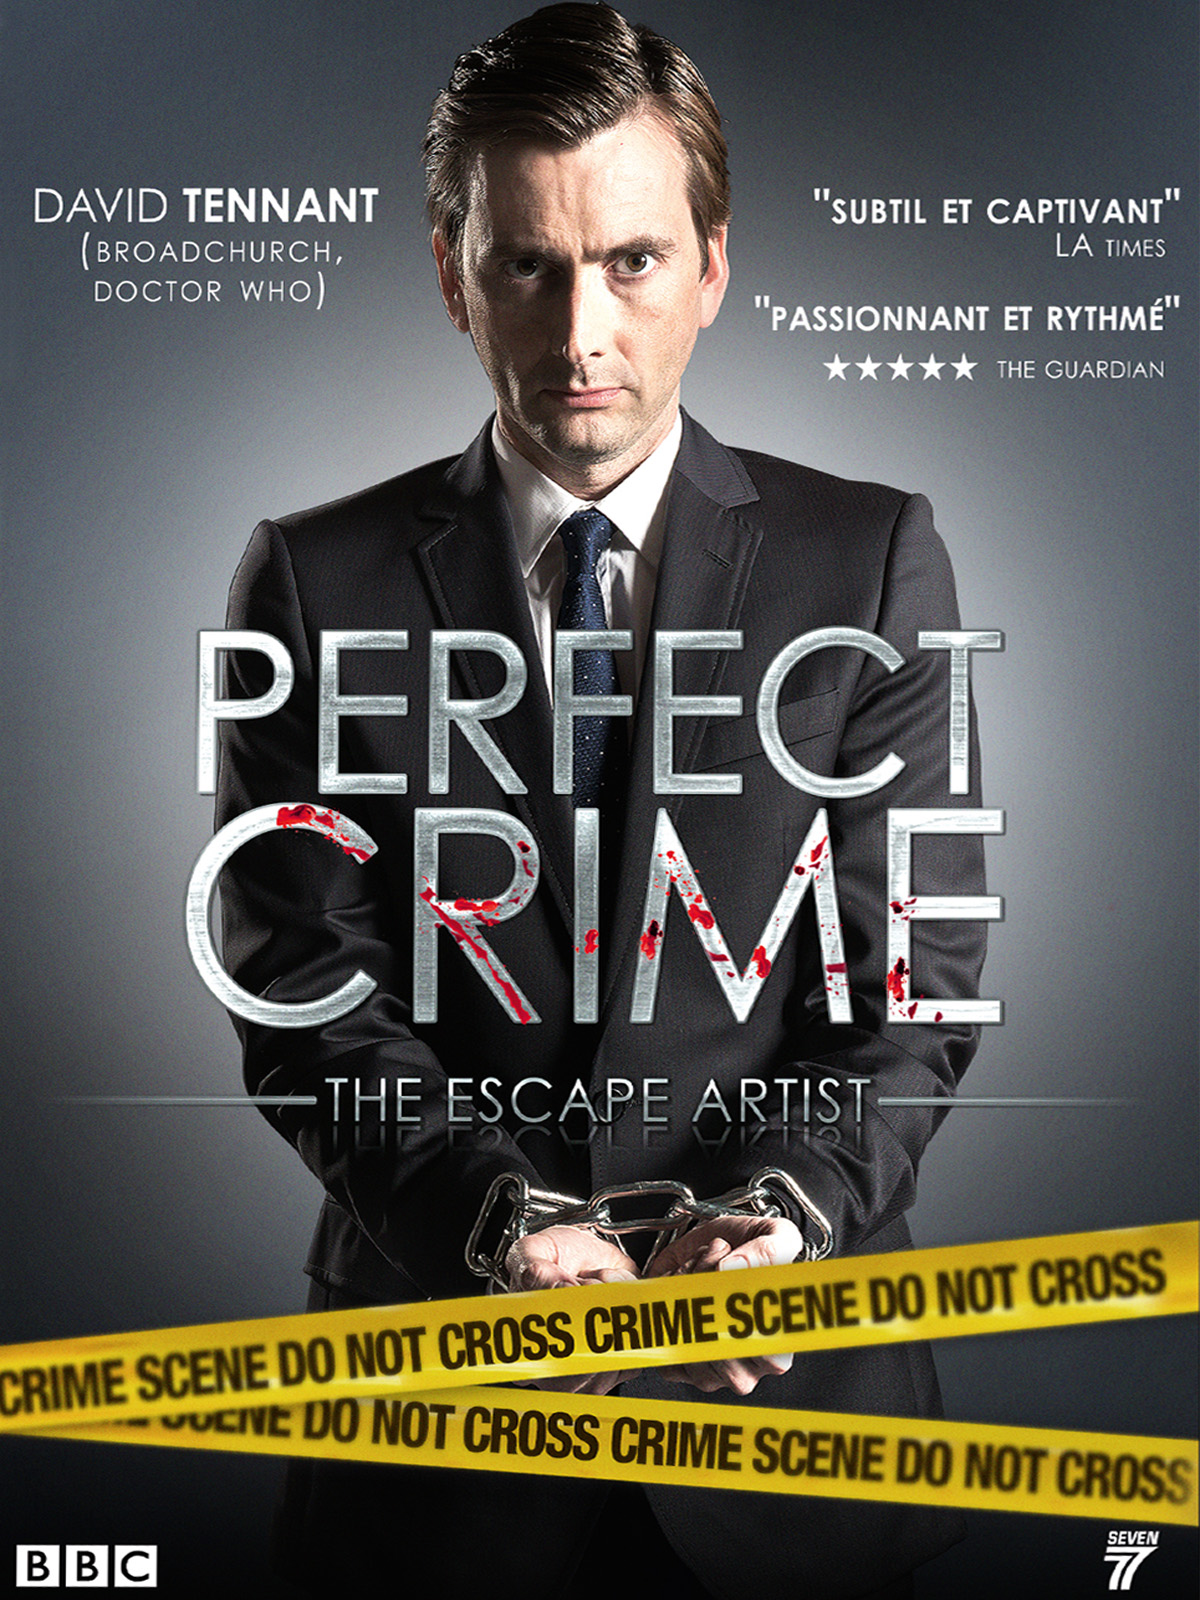 DAVID TENNANT
(BROADCHURCH,
DOCTOR WHO)
"SUBTIL ET CAPTIVANT"
LA TIMES
"PASSIONNANT ET RYTHMÉ"
★★★★★ THE GUARDIAN
PERFECT
CRIME
THE ESCAPE ARTIST
CRIME SCENE DO NOT CROSS CRIME SCENE DO NOT CROSS
SCENE DO NOT CROSS CRIME SCENE DO NOT CROSS
BBC
SEVEN
77